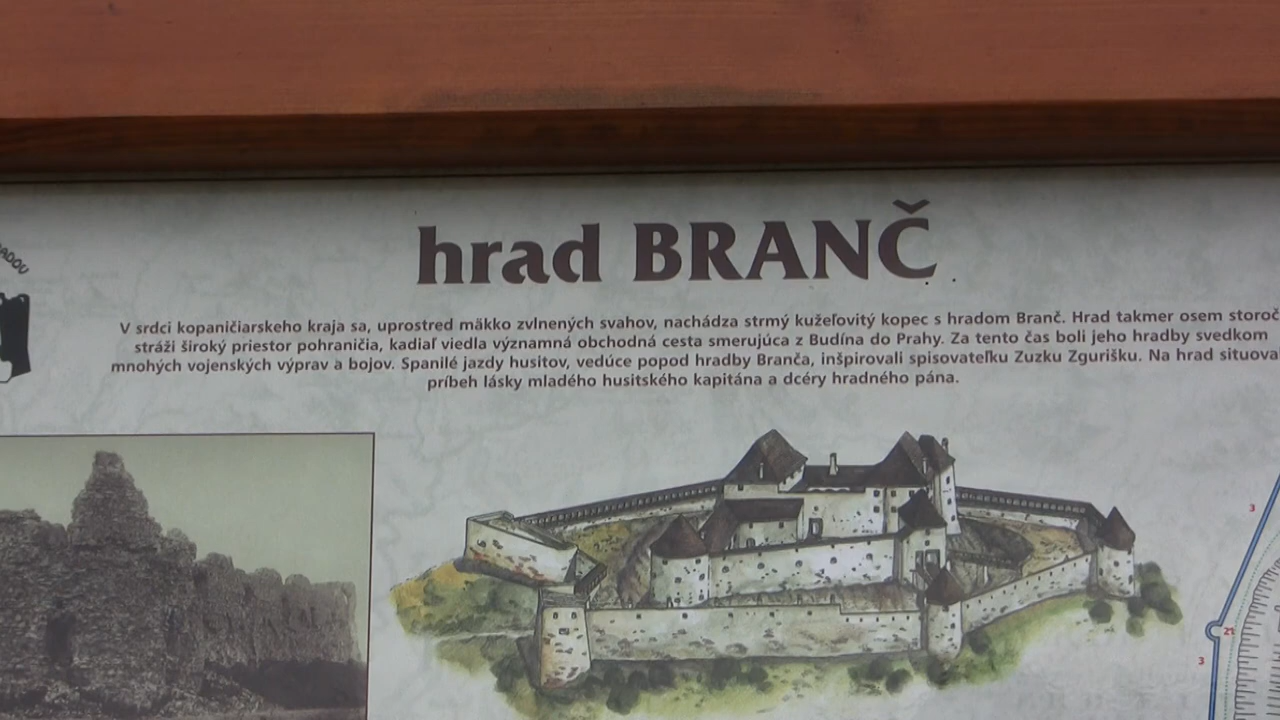 hrad BRANČ
V srdci kopaničiarskeho kraja sa, uprostred mäkko zvlnených svahov, nachádza strmý kužeľovitý kopec s hradom Branč. Hrad takmer osem storoč
stráži široký priestor pohraničia, kadiaľ viedla významná obchodná cesta smerujúca z Budína do Prahy. Za tento čas boli jeho hradby svedkom
mnohých vojenských výprav a bojov. Spanilé jazdy husitov, vedúce popod hradby Branča, inšpirovali spisovateľku Zuzku Zgurišku. Na hrad situoval
príbeh lásky mladého husitského kapitána a dcéry hradného pána.
3
21
3